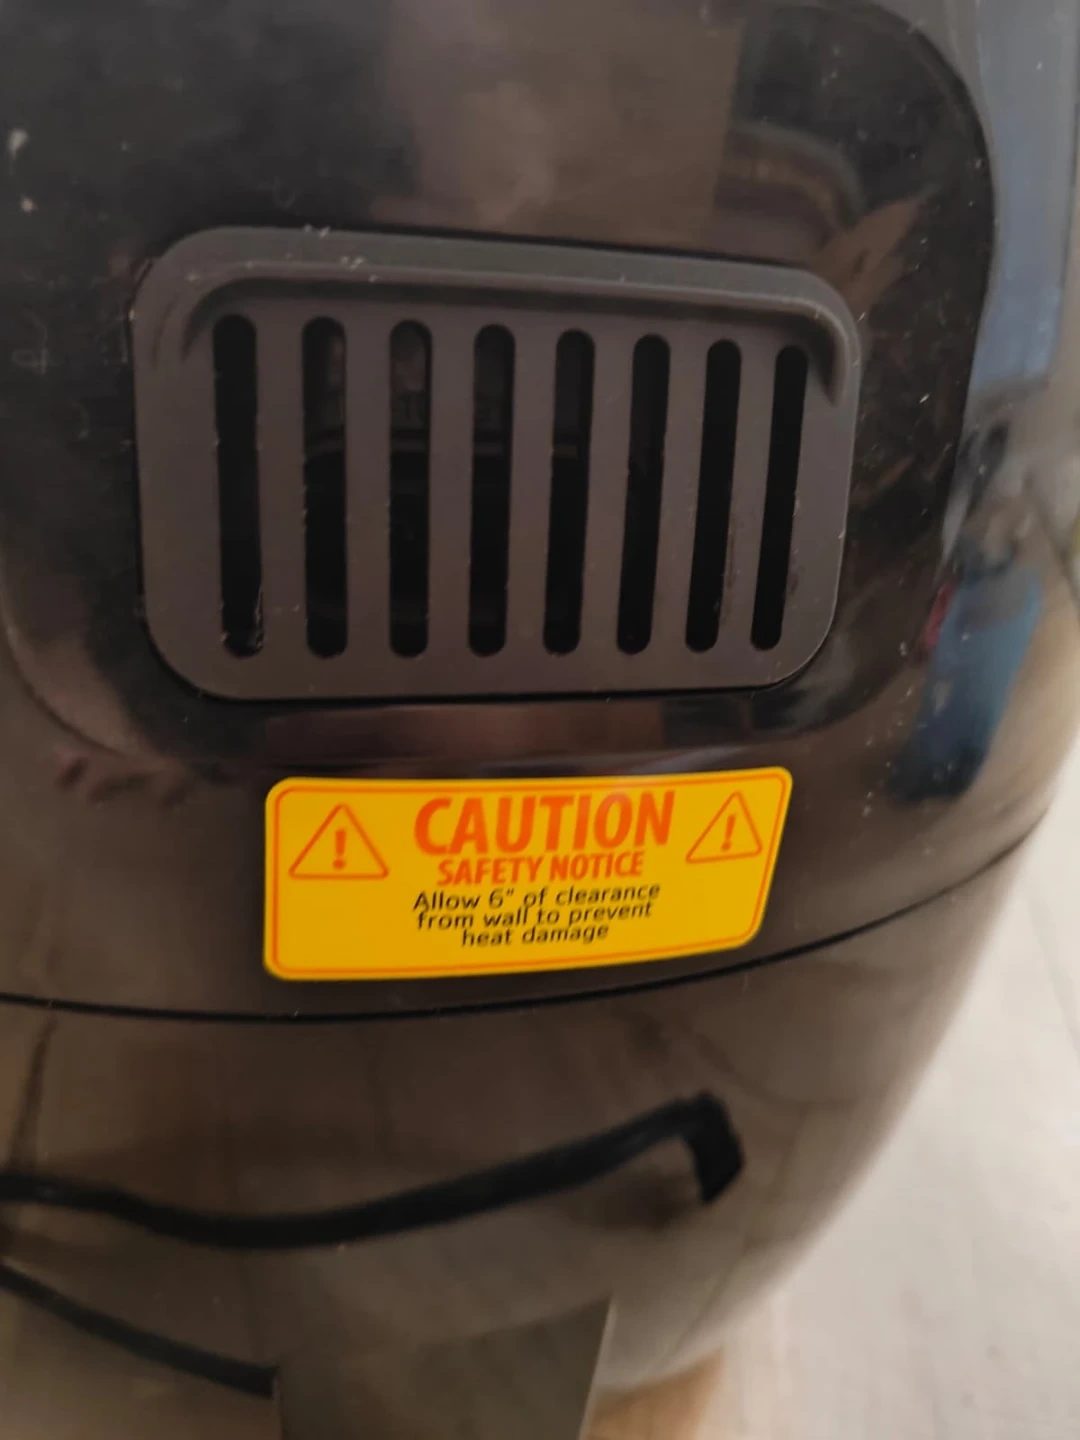 CAUTION
SAFETY NOTICE
Allow 6" of clearance
from wall to prevent
heat damage